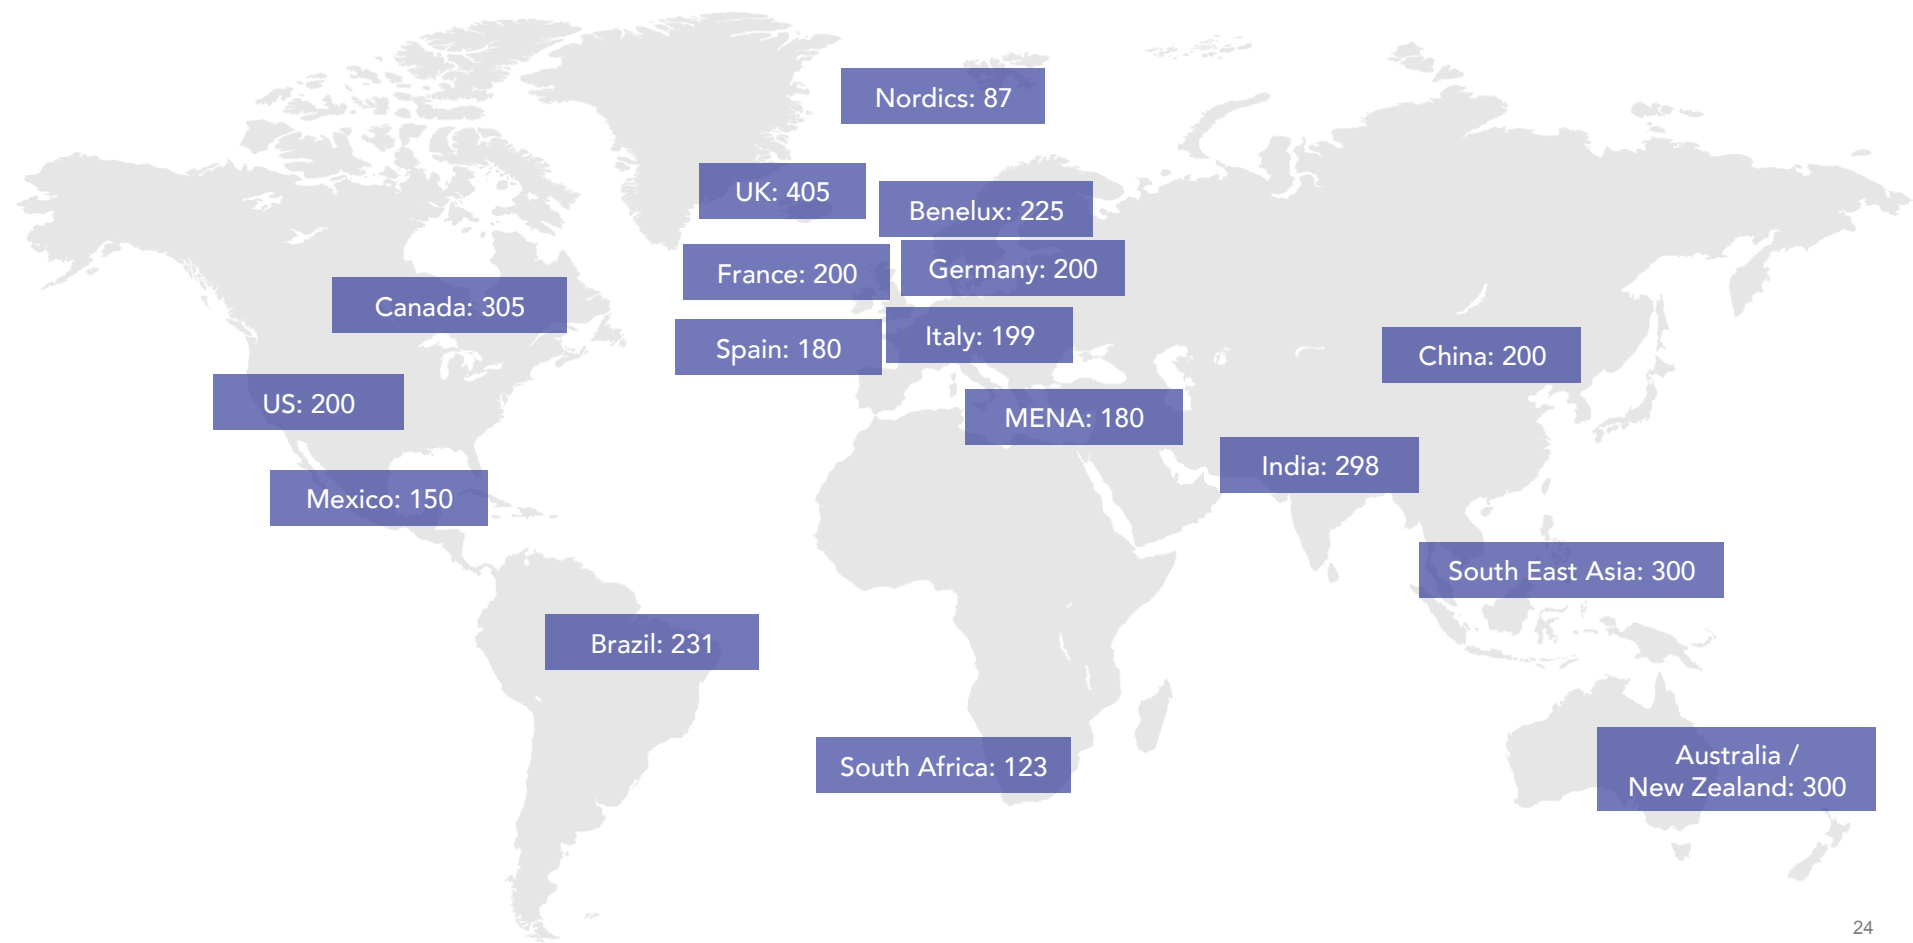 Nordics: 87
UK: 405
Benelux: 225
France: 200
Germany: 200
Canada: 305
Spain: 180
Italy: 199
China: 200
US: 200
MENA: 180
India: 298
Mexico: 150
South East Asia: 300
Brazil: 231
South Africa: 123
Australia /
New Zealand: 300
24